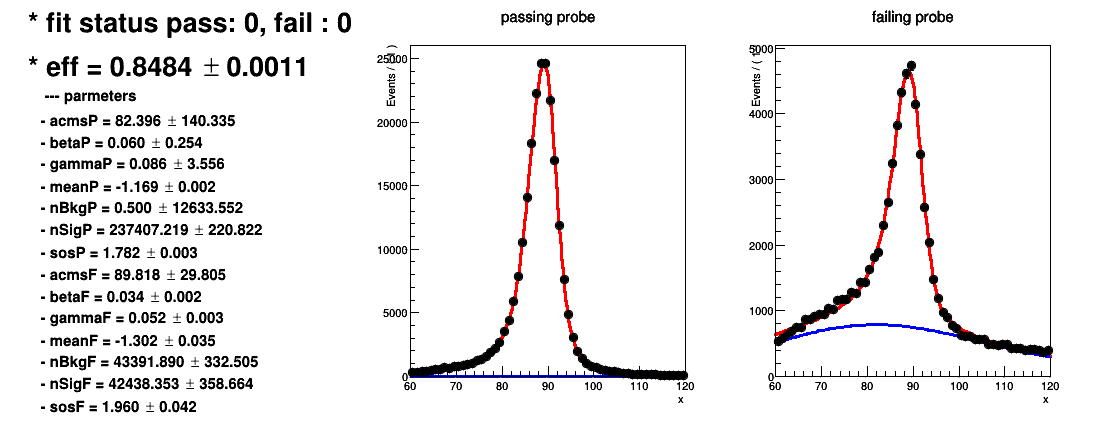 * fit status pass: 0, fail : 0
* eff = 0.8484 ± 0.0011
--- parmeters
- acmsP = 82.396 ± 140.335
- betaP = 0.060 ± 0.254
- gammaP = 0.086 ± 3.556
- meanP = -1.169 ± 0.002
- nBkgP = 0.500 ± 12633.552
- nSigP = 237407.219 ± 220.822
- sosP = 1.782 ± 0.003
- acmsF = 89.818 ± 29.805
- betaF = 0.034 ± 0.002
- gammaF = 0.052 ± 0.003
- meanF = -1.302 ± 0.035
- nBkgF = 43391.890 ± 332.505
- nSigF = 42438.353 ± 358.664
- sosF = 1.960 ± 0.042
passing probe
Events / (
25000
20000
15000
10000
5000
0
60 70 80 90 100 110 120
x
failing probe
Events / (
5000
4000
3000
2000
1000
0
60 70 80 90 100 110 120
x